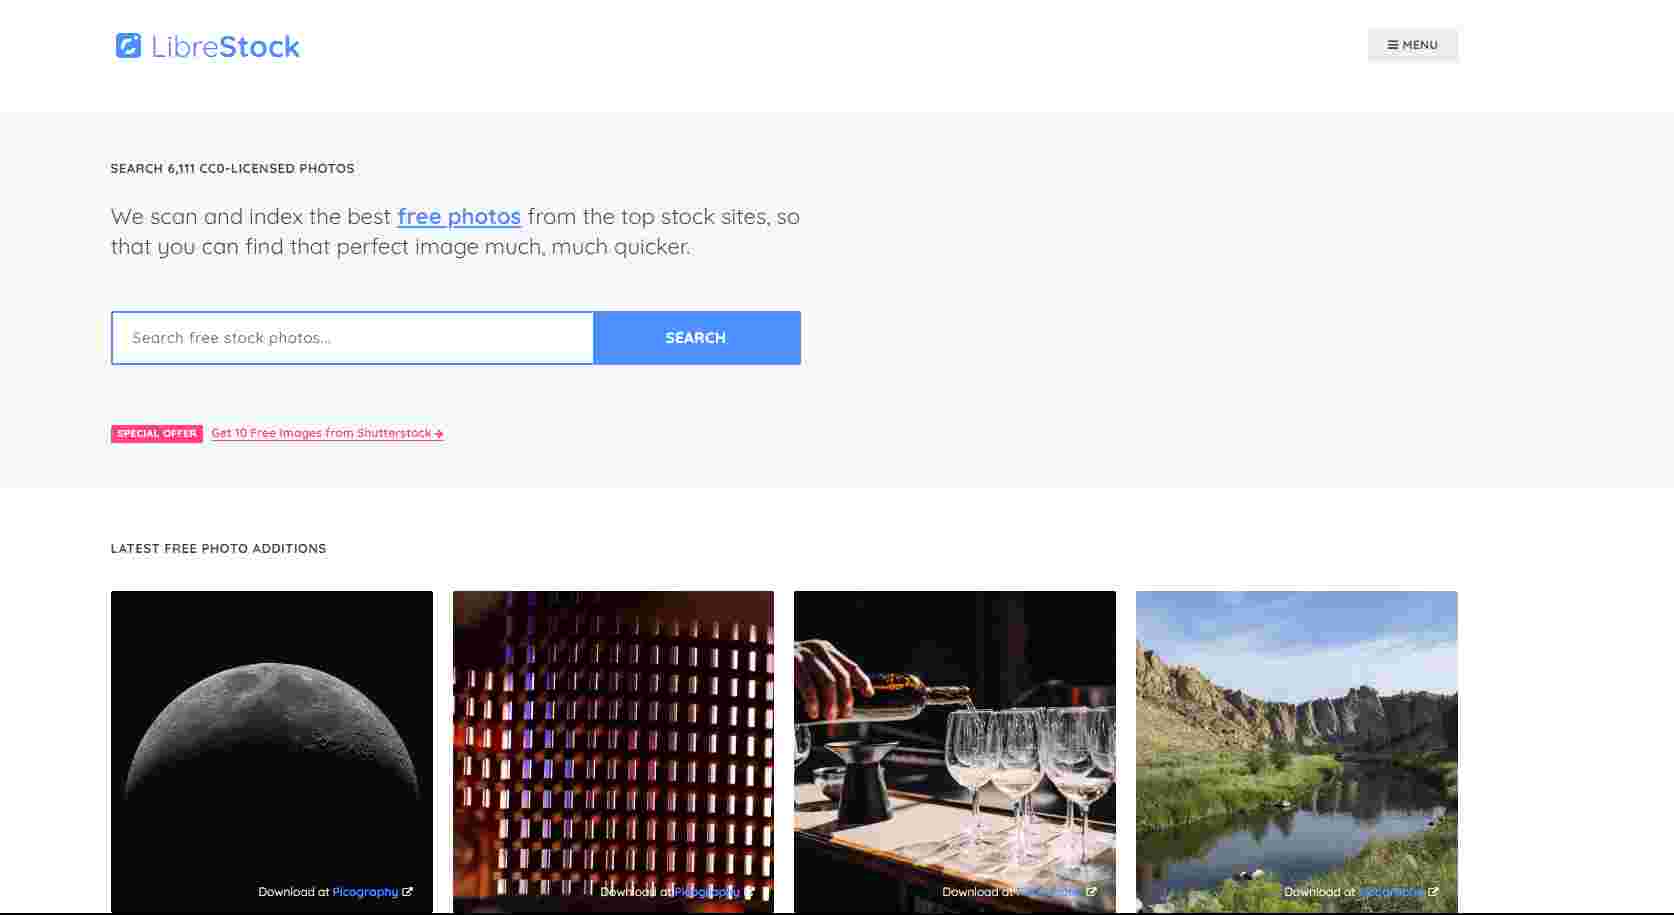 LibreStock
MENU
SEARCH 6,111 CC0-LICENSED PHOTOS
We scan and index the best free photos from the top stock sites, so
that you can find that perfect image much, much quicker.
Search free stock photos...
SEARCH
SPECIAL OFFER Get 10 Free Images from Shutterstock
LATEST FREE PHOTO ADDITIONS
Download at Picography
Download at Picography
Download at Picography
Download at Picography